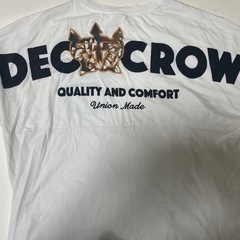 DEC CROW
QUALITY AND COMFORT
Union Made